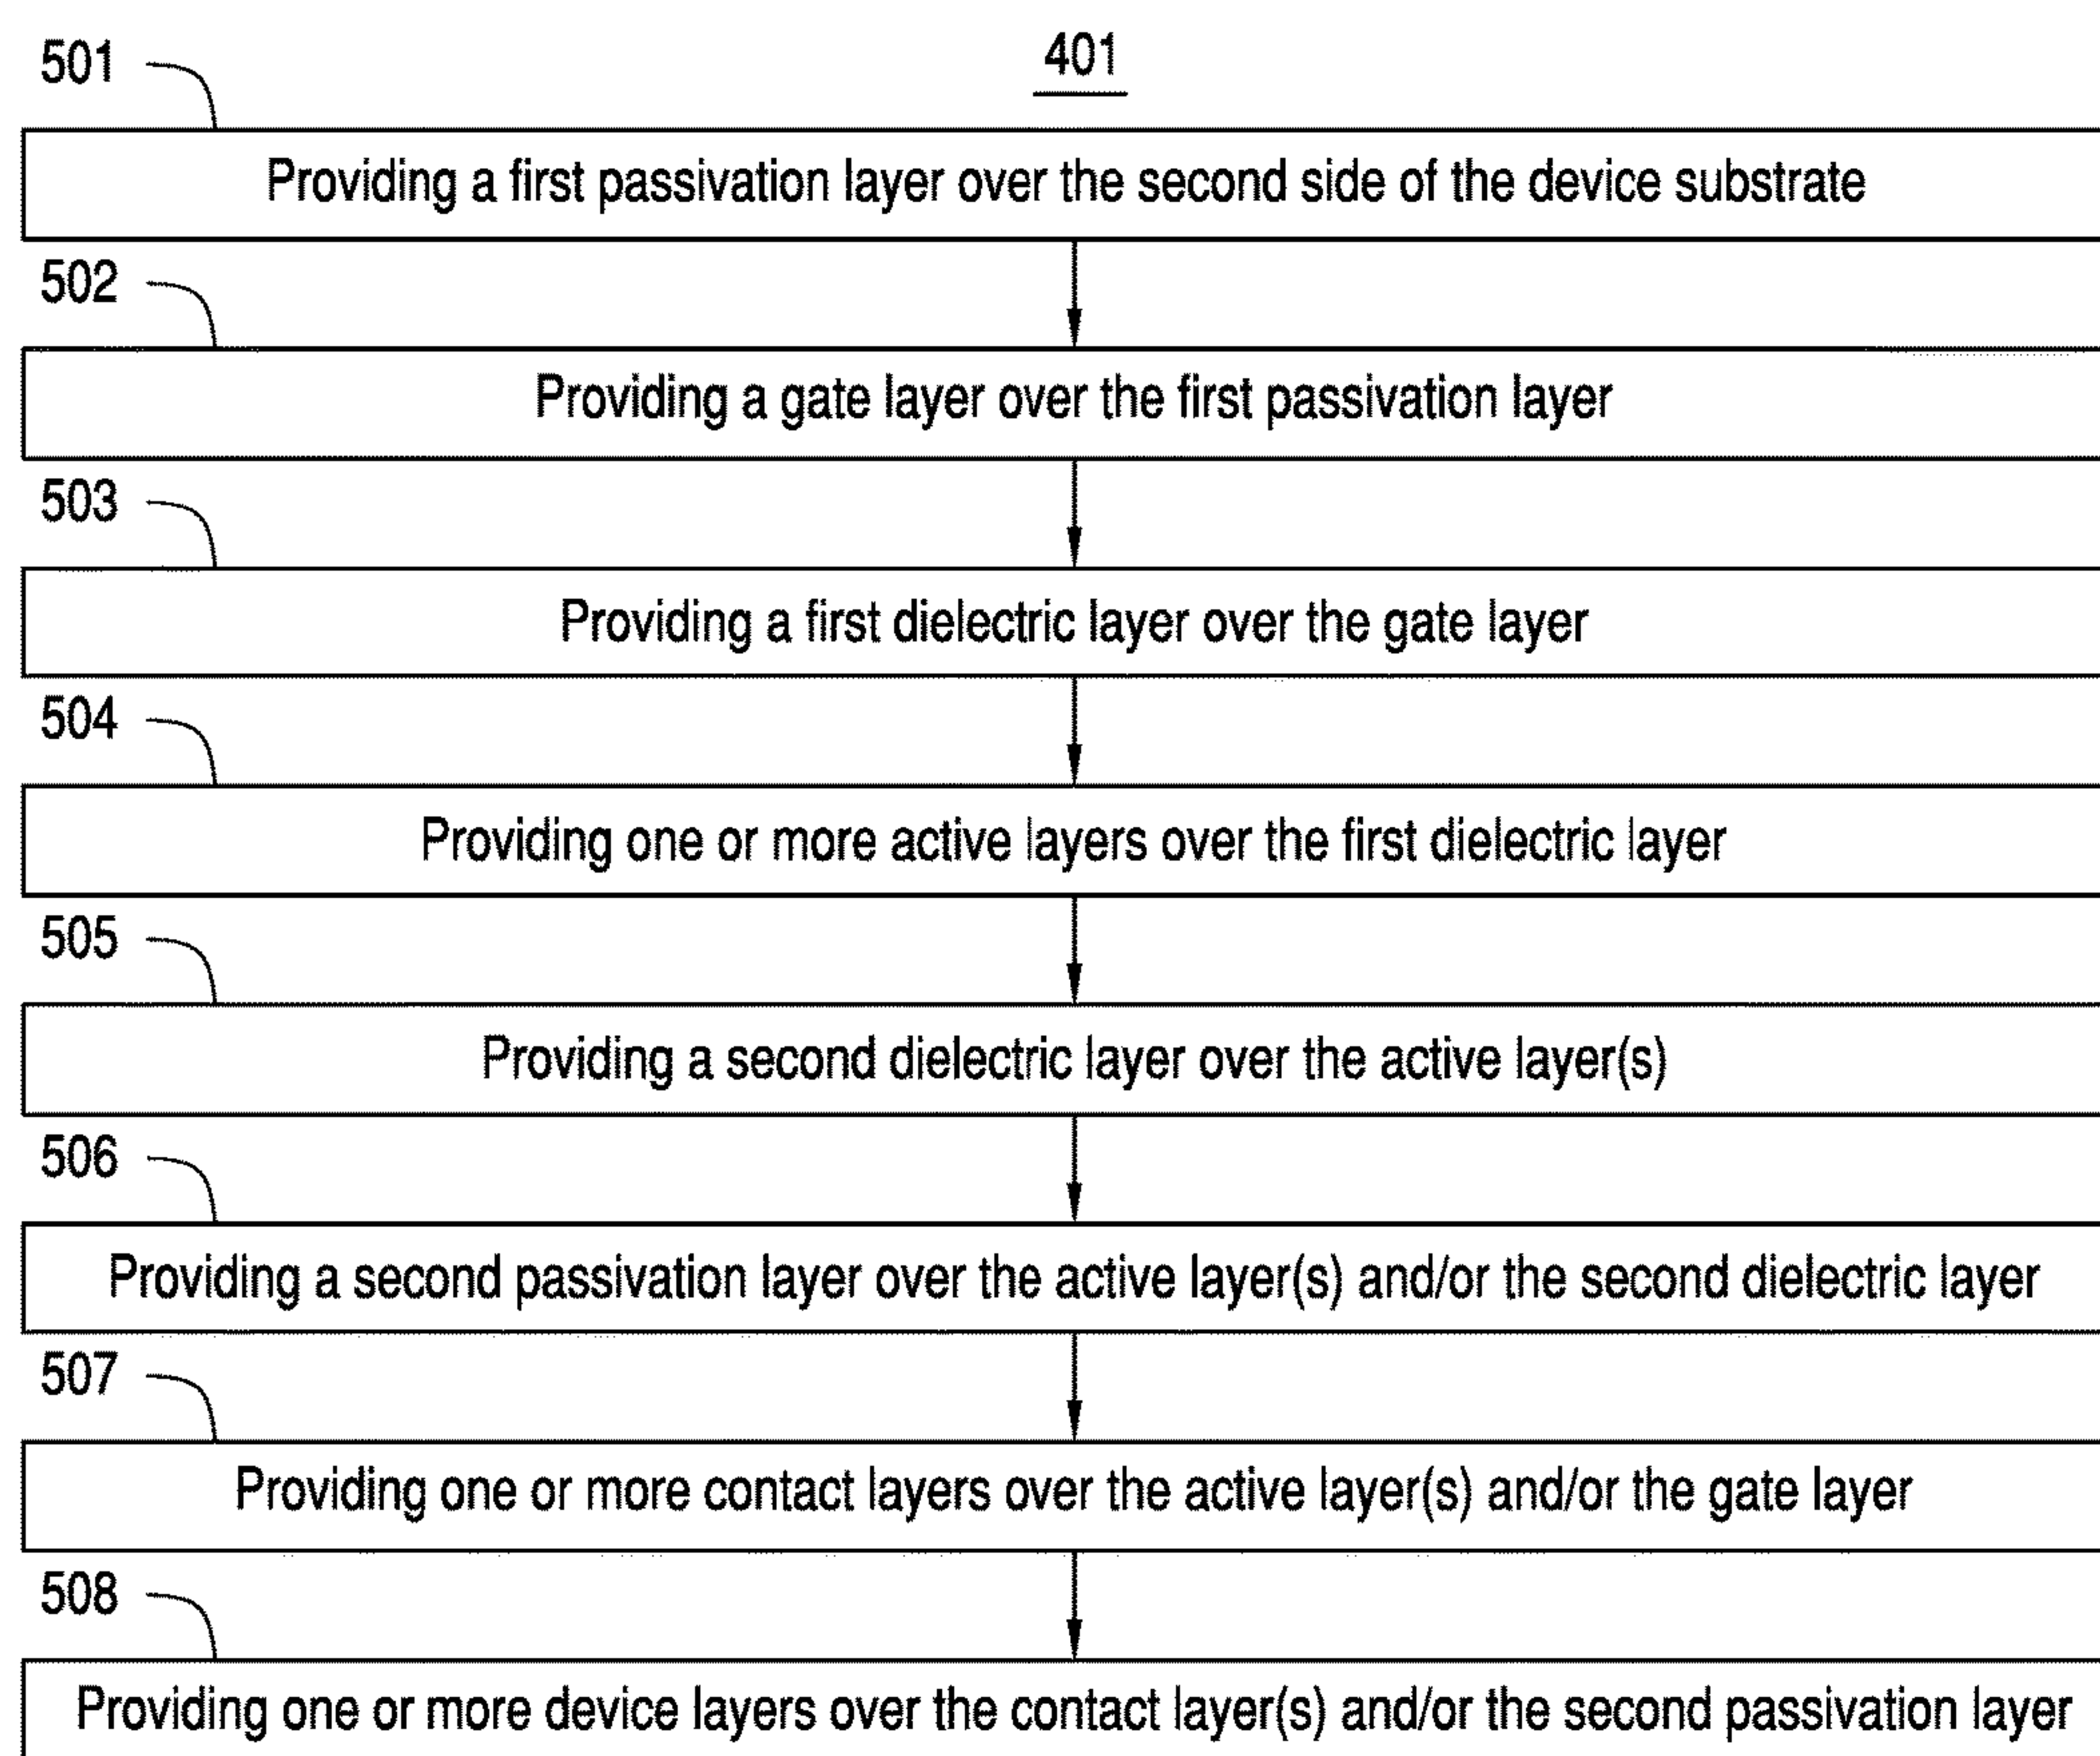 401
501
Providing a first passivation layer over the second side of the device substrate
502
Providing a gate layer over the first passivation layer
503
Providing a first dielectric layer over the gate layer
504
Providing one or more active layers over the first dielectric layer
505
Providing a second dielectric layer over the active layer(s)
506
Providing a second passivation layer over the active layer(s) and/or the second dielectric layer
507
Providing one or more contact layers over the active layer(s) and/or the gate layer
508
Providing one or more device layers over the contact layer(s) and/or the second passivation layer